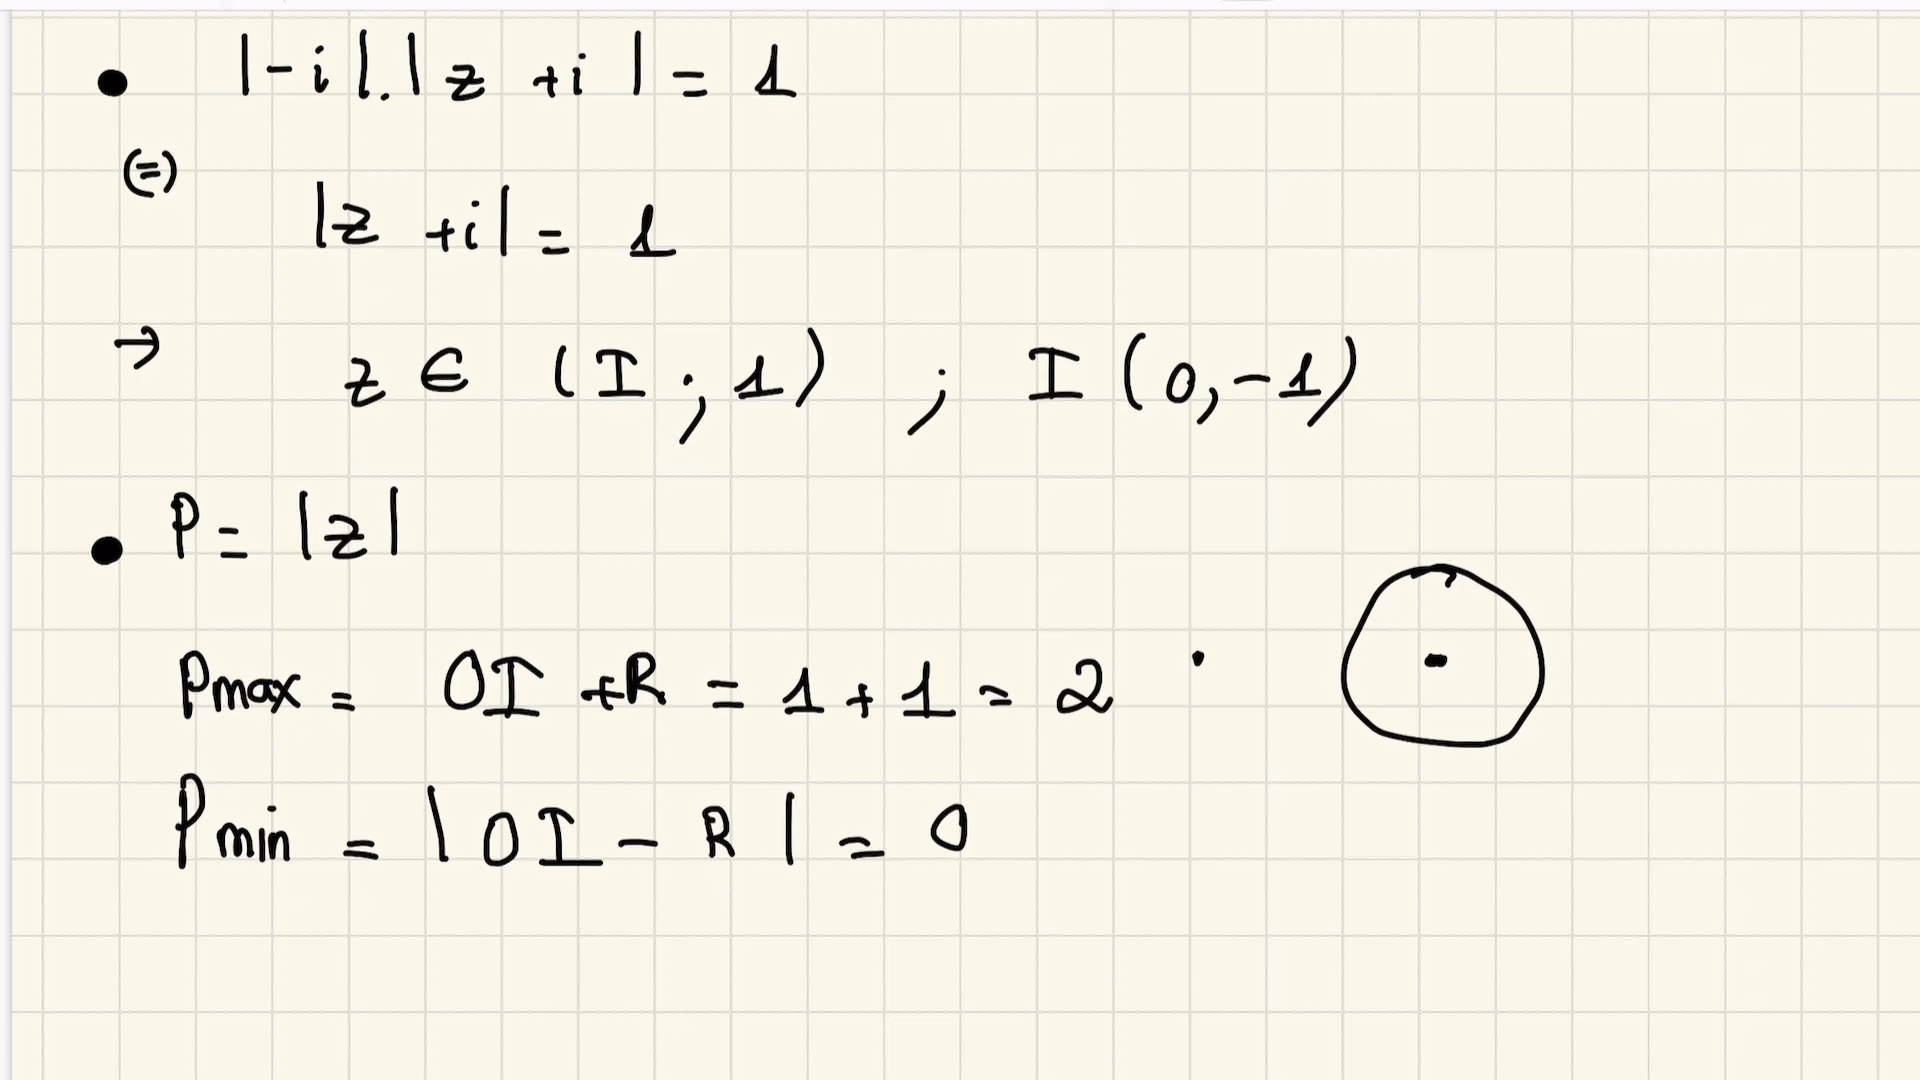 • |-i|.|z +i| = 1
(=)
|z +i| = 1
→ z ∈ (I ; 1) ; I (0, -1)
• P = |z|
Pmax = OI + R = 1 + 1 = 2
Pmin = | OI - R | = 0